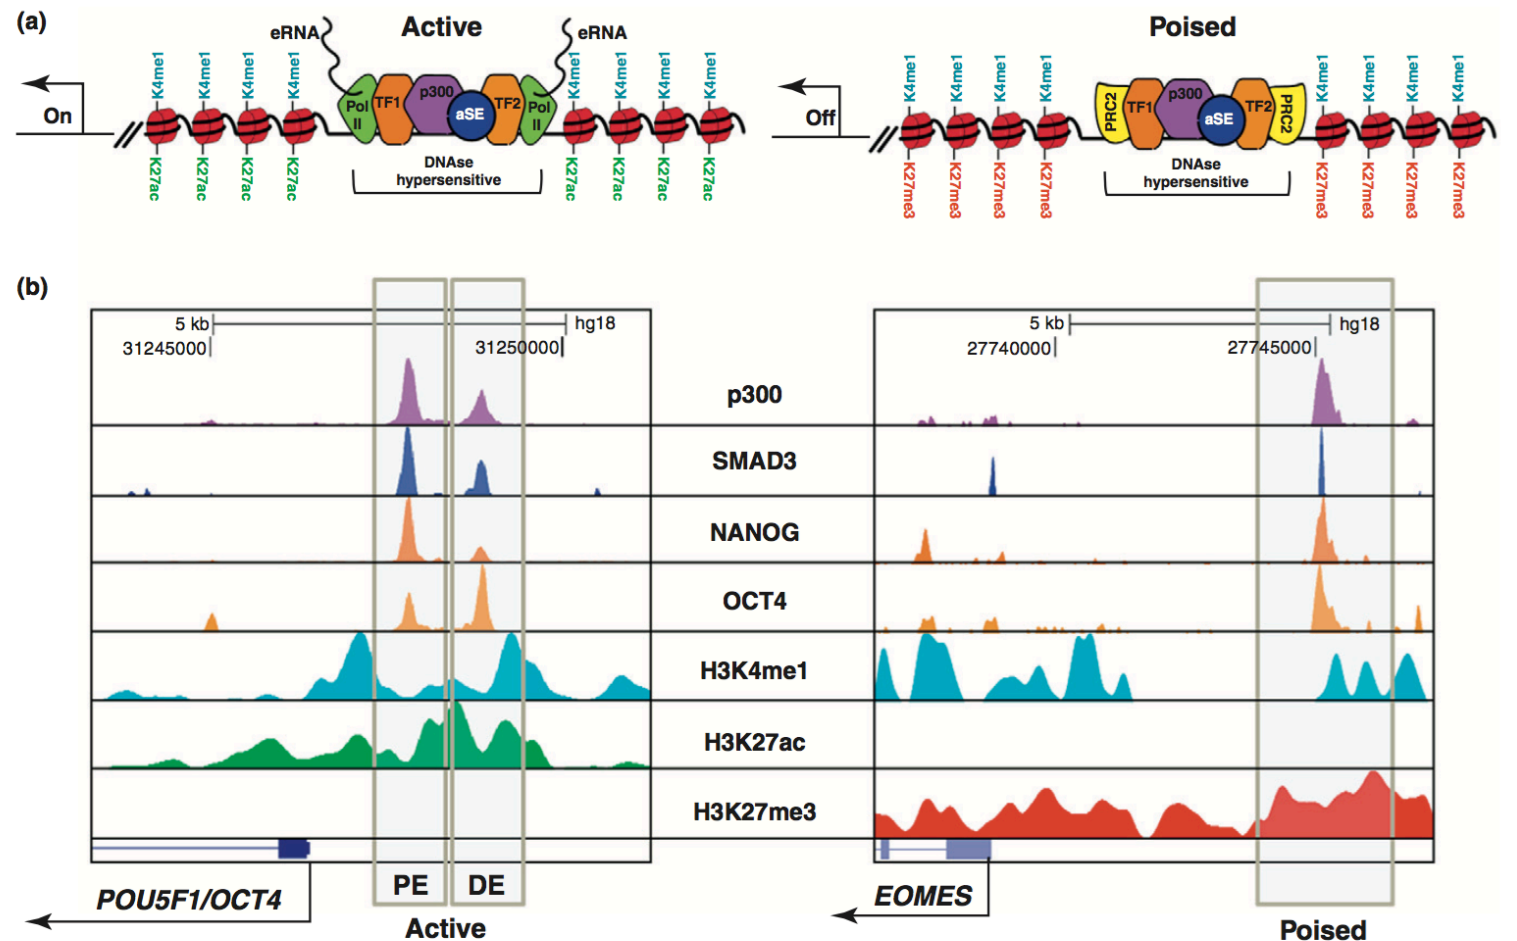 (a)
eRNA Active eRNA
Poised
K4me1 K4me1 K4me1 K4me1 K4me1 K4me1 K4me1 K4me1
K4me1 K4me1 K4me1 K4me1 K4me1 K4me1 K4me1 K4me1
On
Pol II TF1 p300 aSE TF2 Pol II
Off
PRC2 TF1 p300 aSE TF2 PRC2
K27ac K27ac K27ac K27ac K27ac K27ac K27ac K27ac
K27me3 K27me3 K27me3 K27me3 K27me3 K27me3 K27me3 K27me3
DNAse
hypersensitive
DNAse
hypersensitive
(b)
5 kb hg18
31245000 31250000
5 kb hg18
27740000 27745000
p300
SMAD3
NANOG
OCT4
H3K4me1
H3K27ac
H3K27me3
POU5F1/OCT4
PE DE
Active
EOMES
Poised